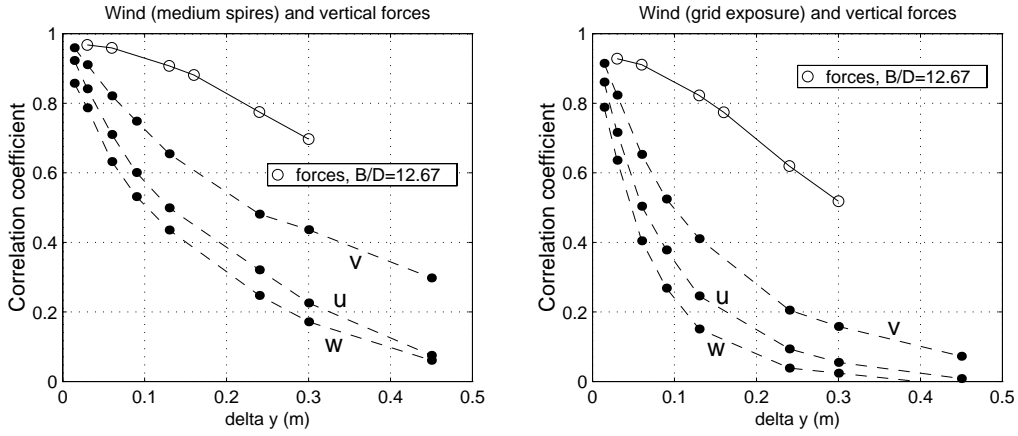 Wind (medium spires) and vertical forces
1
0.8
0.6
0.4
0.2
0
Correlation coefficient
forces, B/D=12.67
v
u
w
0 0.1 0.2 0.3 0.4 0.5
delta y (m)
Wind (grid exposure) and vertical forces
1
0.8
0.6
0.4
0.2
0
Correlation coefficient
forces, B/D=12.67
u
v
w
0 0.1 0.2 0.3 0.4 0.5
delta y (m)